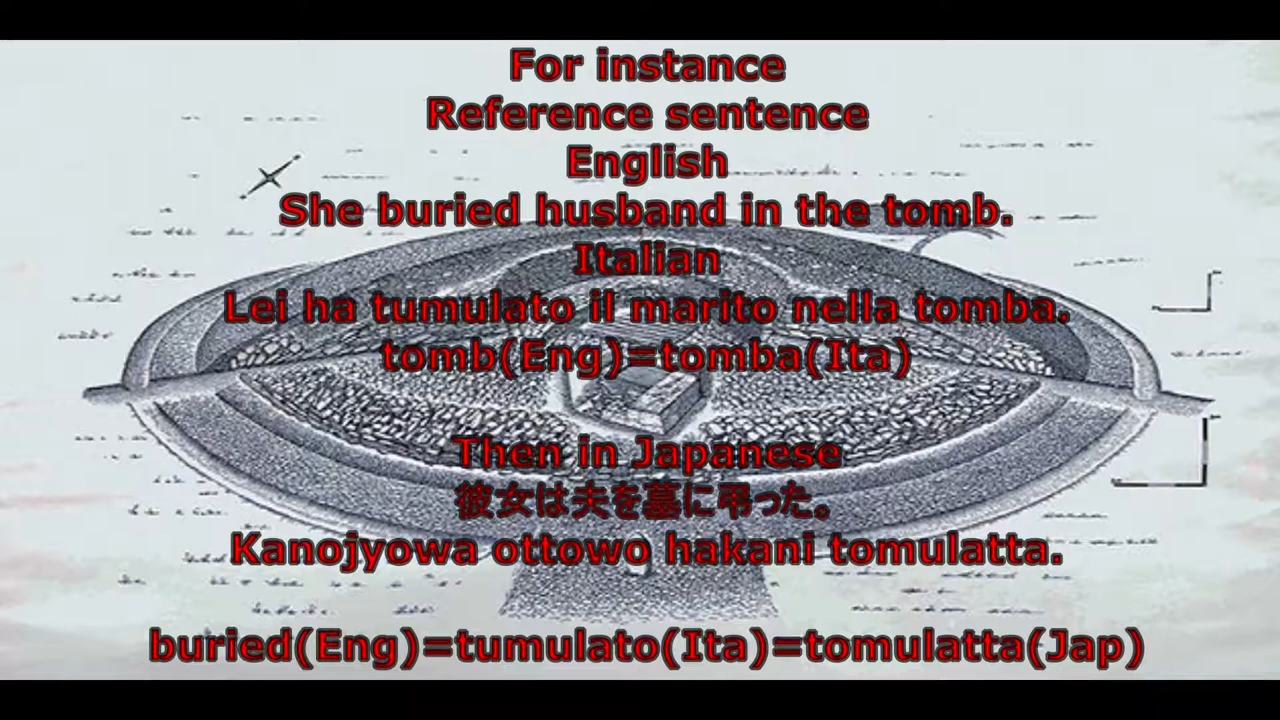 For instance
Reference sentence
English
She buried husband in the tomb.
Italian
Lei ha tumulato il marito nella tomba.
tomb(Eng)=tomba(Ita)
Then in Japanese
彼女は夫を墓に弔った。
Kanojyowa ottowo hakani tomulatta.
buried(Eng)=tumulato(Ita)=tomulatta(Jap)